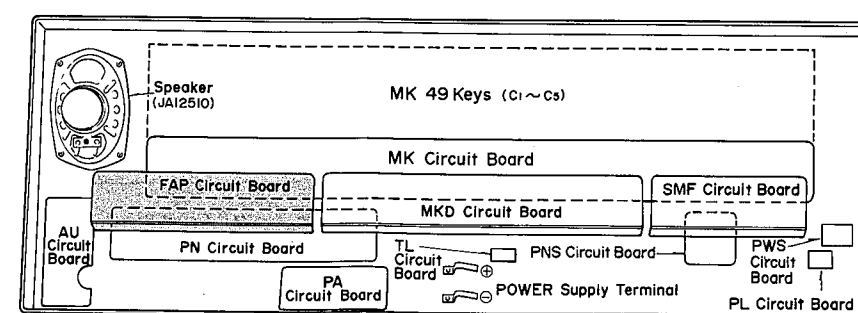 Speaker
(JA12510)
MK 49 Keys (C1~C5)
MK Circuit Board
FAP Circuit Board
SMF Circuit Board
MKD Circuit Board
AU
Circuit
Board
PN Circuit Board
TL
Circuit
Board
PNS Circuit Board
PWS
Circuit
Board
PA
Circuit Board
⊕
⊖ POWER Supply Terminal
PL Circuit Board